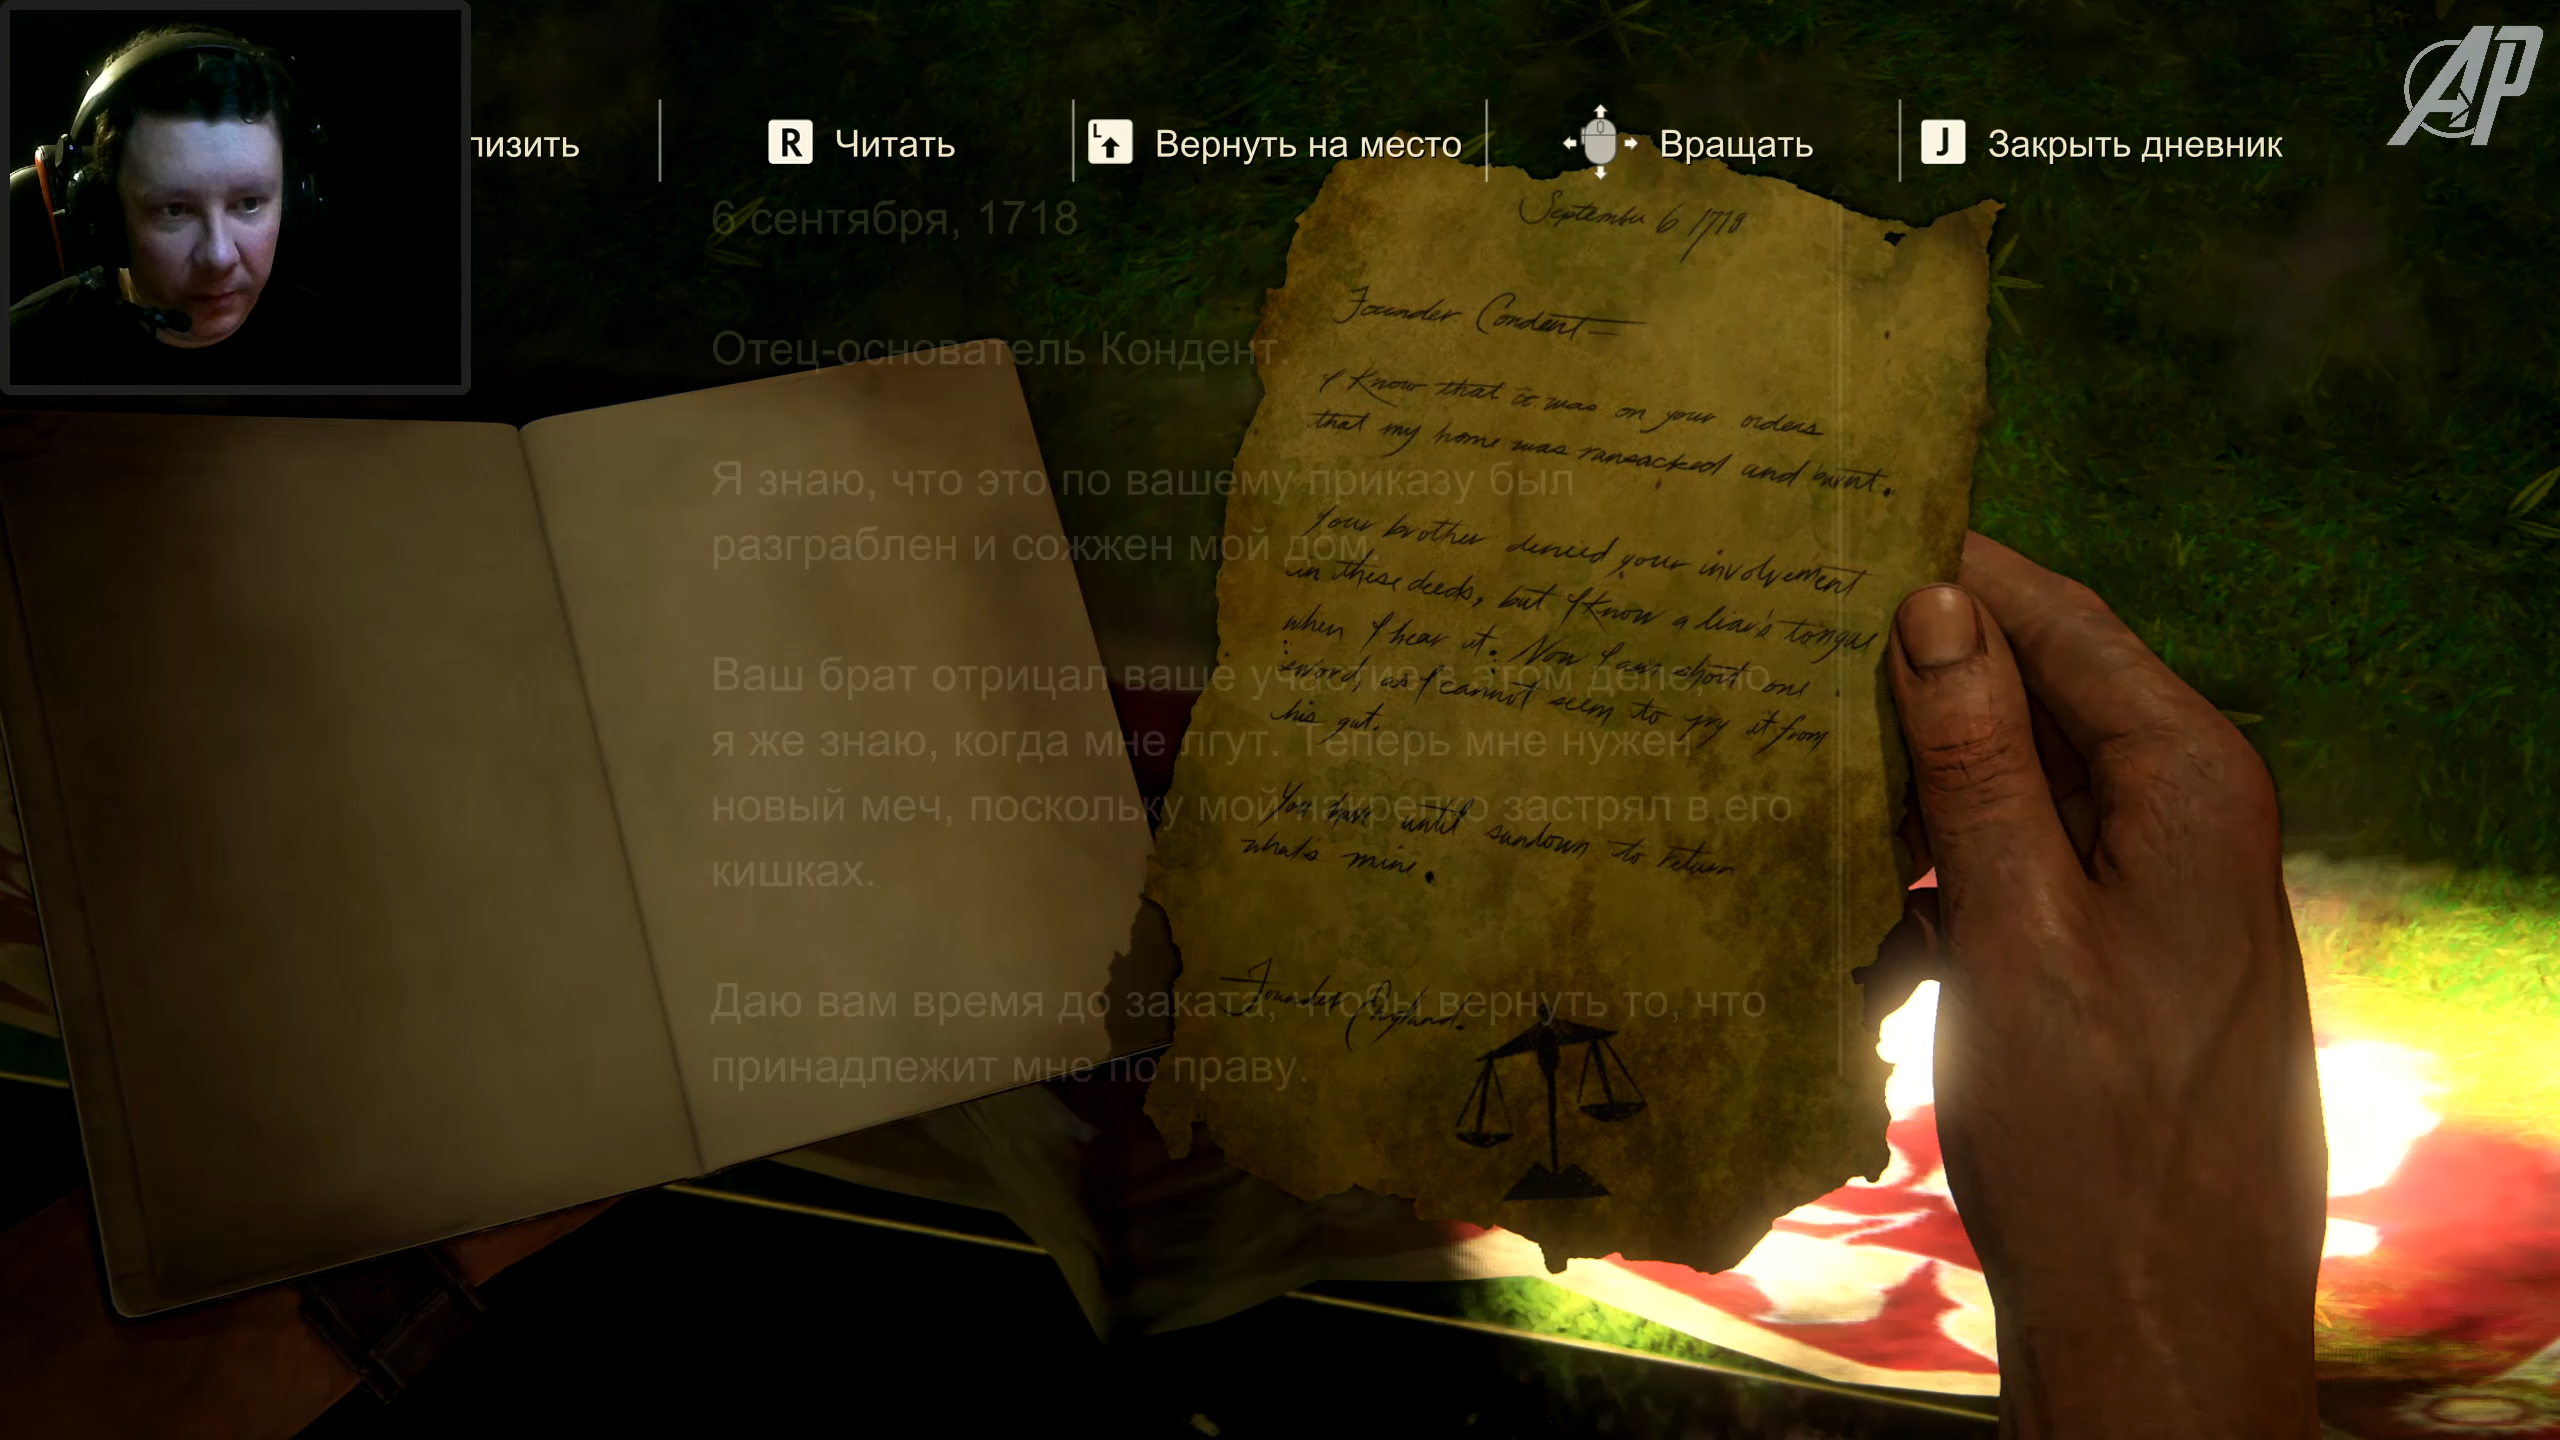 AP
лизить
R Читать
L Вернуть на место
Вращать
J Закрыть дневник
6 сентября, 1718
Отец-основатель Кондент.
Я знаю, что это по вашему приказу был
разграблен и сожжен мой дом.
Ваш брат отрицал ваше участие в этом деле, но
я же знаю, когда мне лгут. Теперь мне нужен
новый меч, поскольку мой накрепко застрял в его
кишках.
Даю вам время до заката, чтобы вернуть то, что
принадлежит мне по праву.
September 6 1718
Founder Condent—
I know that it was on your orders
that my home was ransacked and burnt.
Your brother denied your involvement
in these deeds, but I know a liar's tongue
when I hear it. Now I am short one
sword, as I cannot seem to pry it from
his gut.
You have until sundown to return
what's mine.
Founder England.